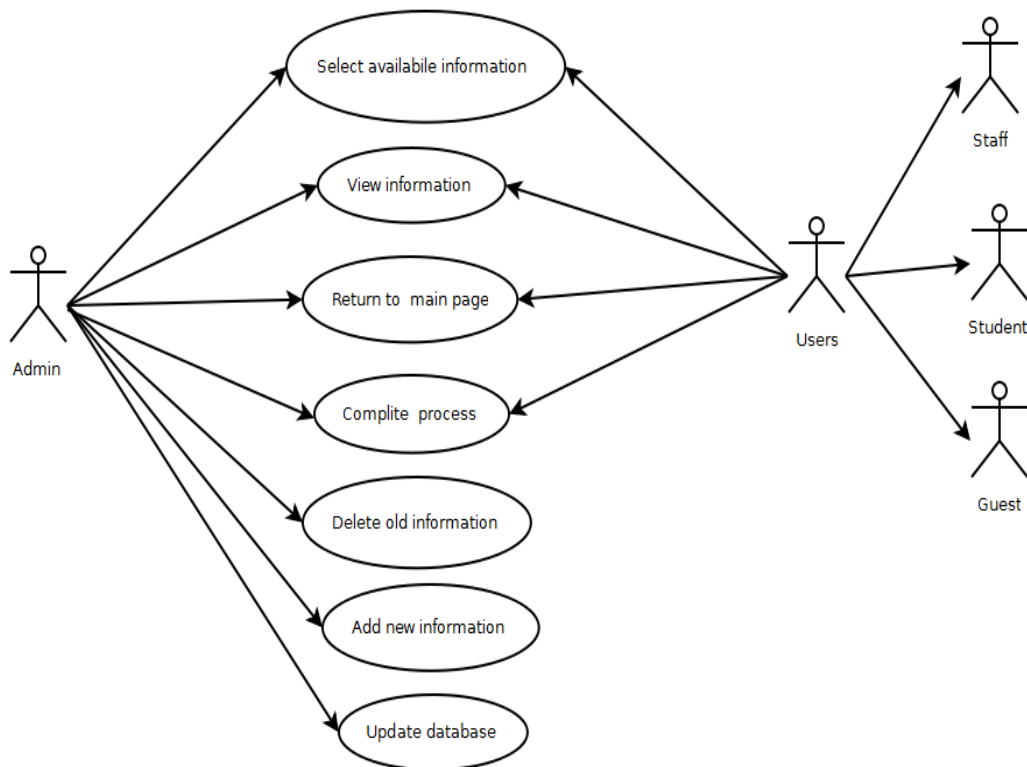 Select availabile information
Staff
View information
Return to main page
Student
Users
Admin
Complite process
Guest
Delete old information
Add new information
Update database